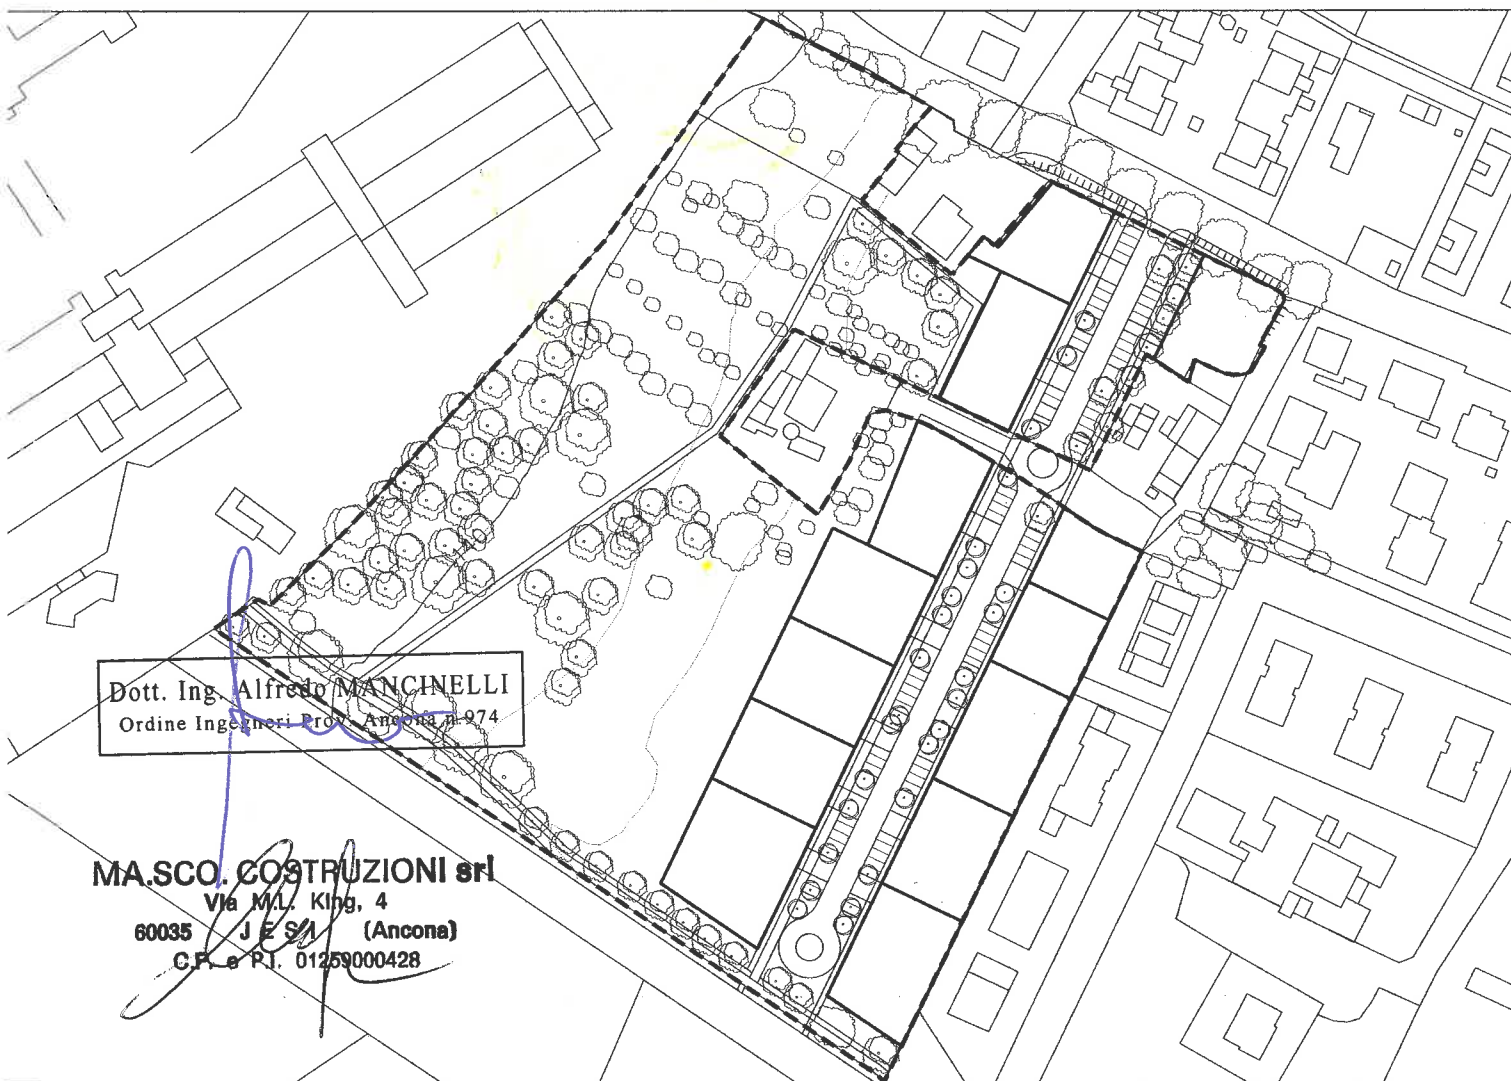 Dott. Ing. Alfredo MANCINELLI
Ordine Ingegneri Prov. Ancona n.974
MA.SCO. COSTRUZIONI srl
Via M.L. King, 4
60035 JESI (Ancona)
C.F. e P.I. 01259000428